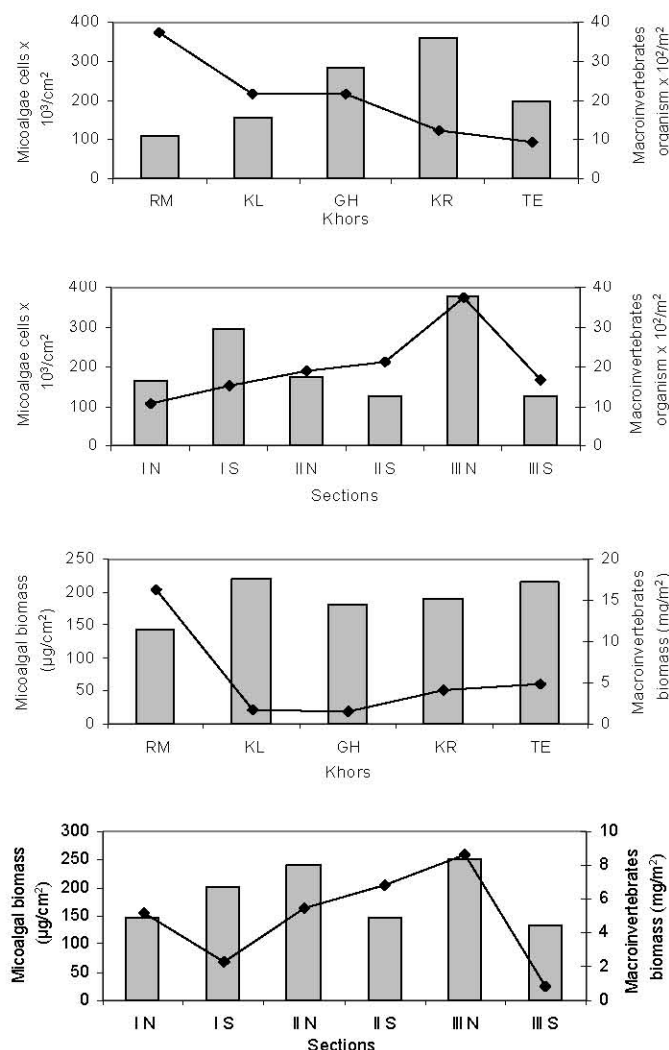 Micoalgae cells x
10³/cm²
400
300
200
100
0
40
30
20
10
0
Macroinvertebrates
organism x 10²/m²
RM KL GH KR TE
Khors
Micoalgae cells x
10³/cm²
400
300
200
100
0
40
30
20
10
0
Macroinvertebrates
organism x 10²/m²
I N I S II N II S III N III S
Sections
Micoalgal biomass
(µg/cm²)
250
200
150
100
50
0
20
15
10
5
0
Macroinvertebrates
biomass (mg/m²)
RM KL GH KR TE
Khors
Micoalgal biomass
(µg/cm²)
300
250
200
150
100
50
0
10
8
6
4
2
0
Macroinvertebrates
biomass (mg/m²)
I N I S II N II S III N III S
Sections